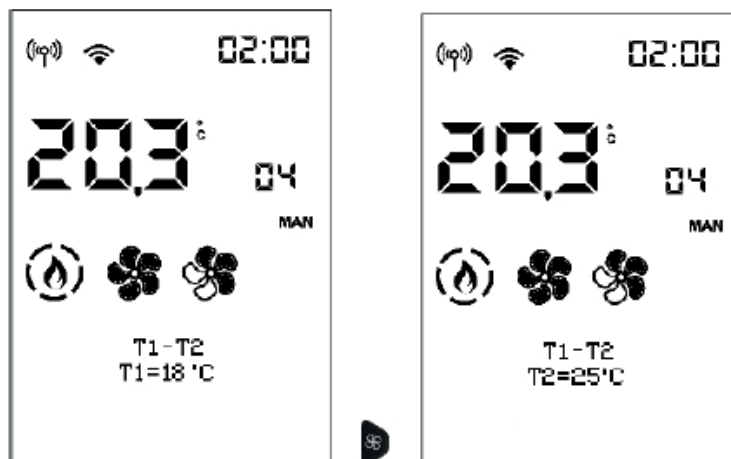 02:00
20.3 °C
04
MAN
T1-T2
T1=18 °C
02:00
20.3 °C
04
MAN
T1-T2
T2=25°C